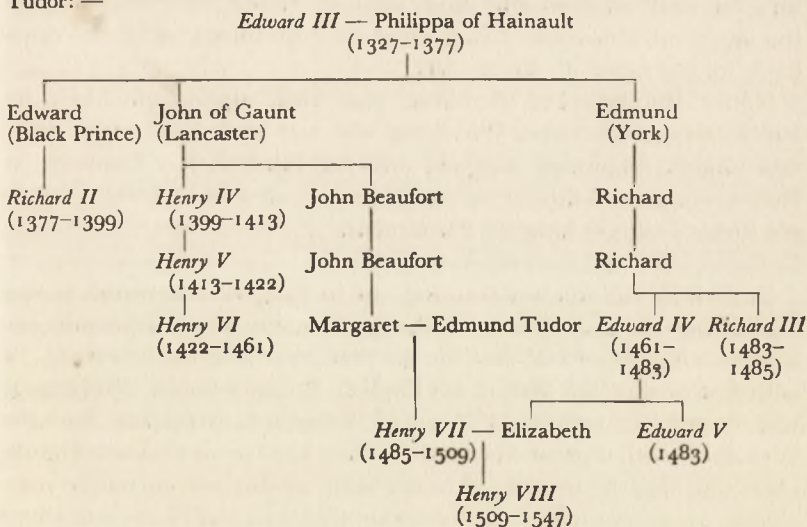 Tudor: —
Edward III — Philippa of Hainault
(1327–1377)
Edward John of Gaunt Edmund
(Black Prince) (Lancaster) (York)
Richard II Henry IV John Beaufort Richard
(1377–1399) (1399–1413)
Henry V John Beaufort Richard
(1413–1422)
Henry VI Margaret — Edmund Tudor Edward IV Richard III
(1422–1461) (1461– (1483–
1483) 1485)
Henry VII — Elizabeth Edward V
(1485–1509) (1483)
Henry VIII
(1509–1547)